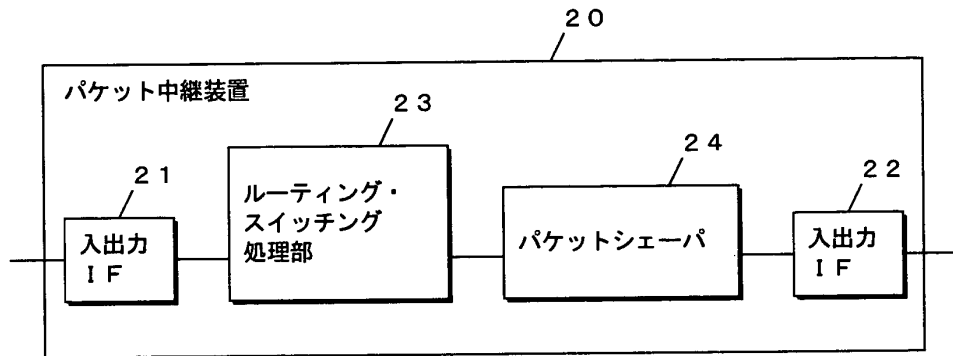 ２０
パケット中継装置
２３
２４
２１
２２
ルーティング・
スイッチング
処理部
パケットシェーパ
入出力
ＩＦ
入出力
ＩＦ